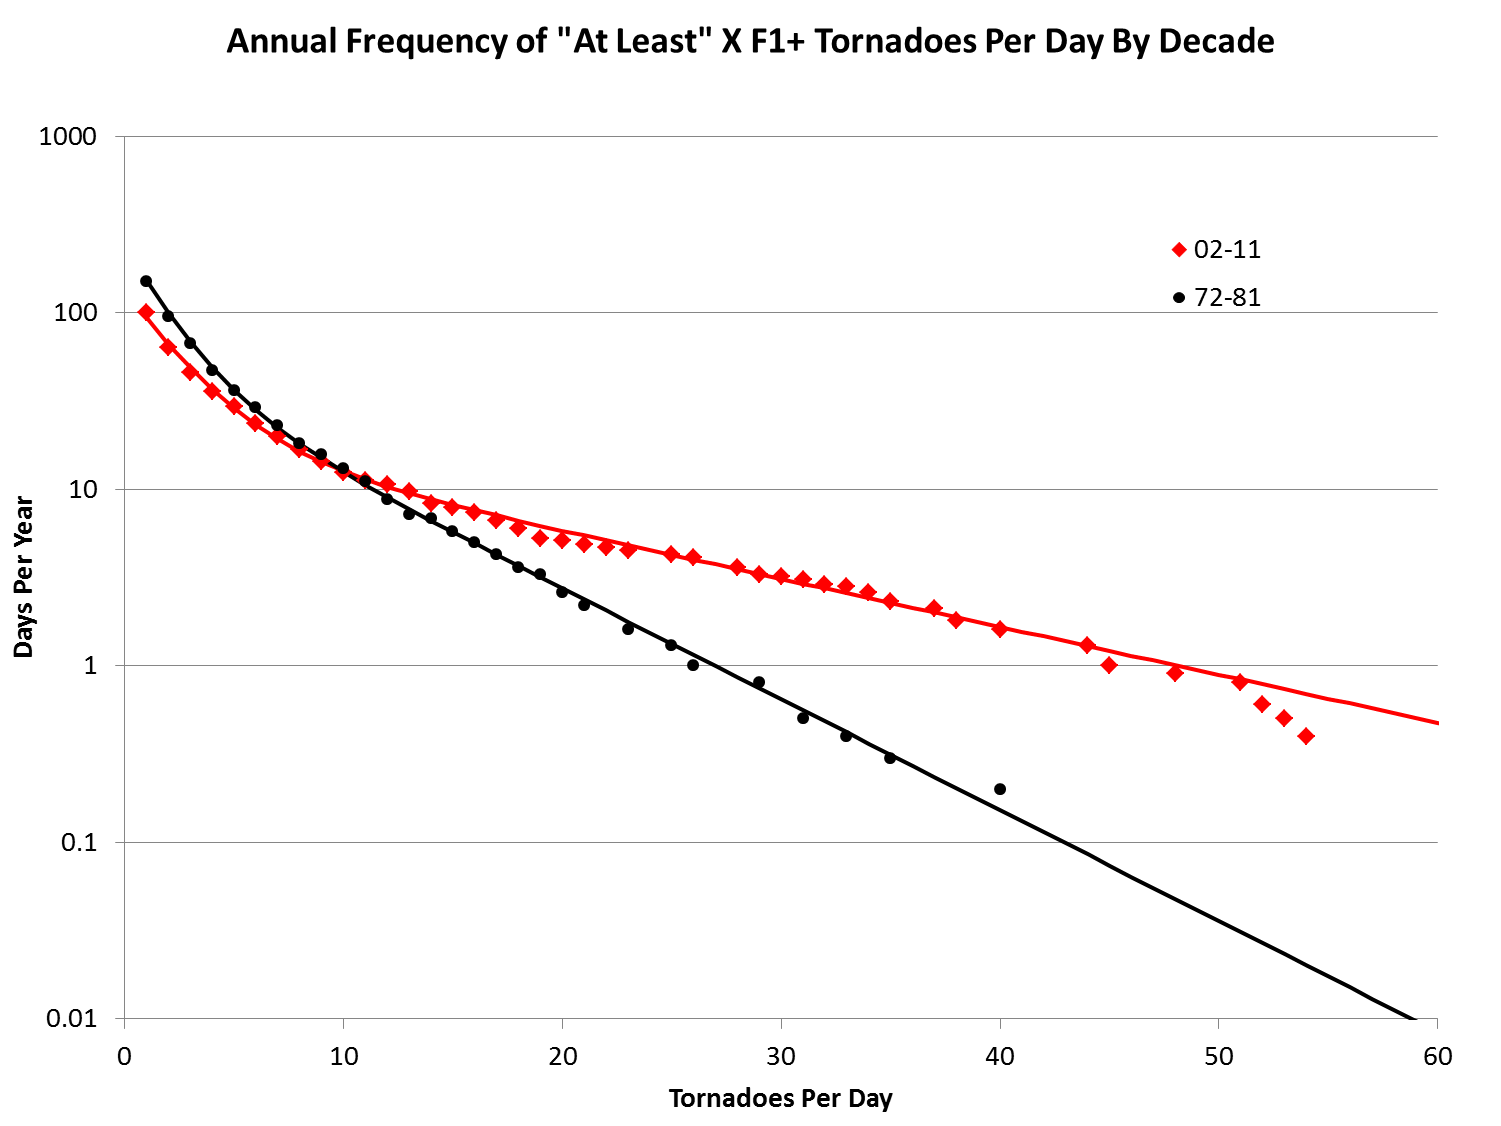 Annual Frequency of "At Least" X F1+ Tornadoes Per Day By Decade
1000
100
10
1
0.1
0.01
Days Per Year
02-11
72-81
0 10 20 30 40 50 60
Tornadoes Per Day